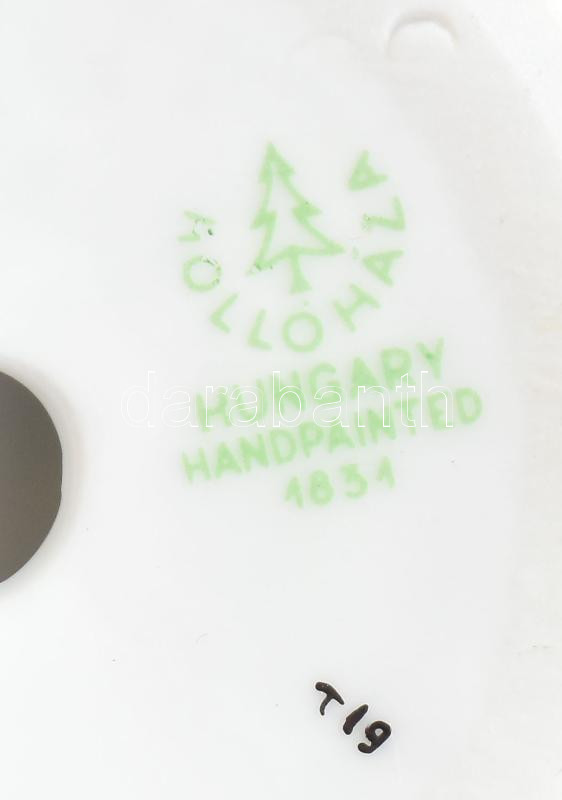 HOLLÓHÁZA
HUNGARY
HANDPAINTED
1831
darabanth
T19